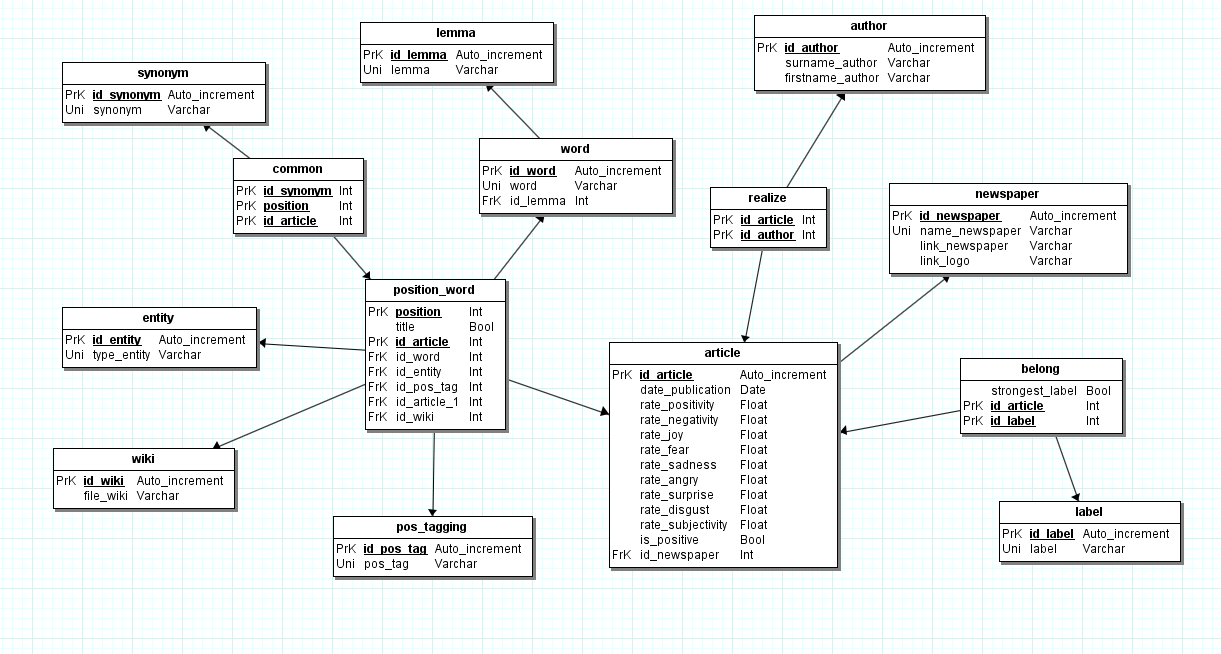 lemma
PrK id_lemma Auto_increment
Uni lemma Varchar
author
PrK id_author Auto_increment
surname_author Varchar
firstname_author Varchar
synonym
PrK id_synonym Auto_increment
Uni synonym Varchar
word
PrK id_word Auto_increment
Uni word Varchar
FrK id_lemma Int
common
PrK id_synonym Int
PrK position Int
PrK id_article Int
realize
PrK id_article Int
PrK id_author Int
newspaper
PrK id_newspaper Auto_increment
Uni name_newspaper Varchar
link_newspaper Varchar
link_logo Varchar
position_word
PrK position Int
title Bool
PrK id_article Int
FrK id_word Int
FrK id_entity Int
FrK id_pos_tag Int
FrK id_article_1 Int
FrK id_wiki Int
entity
PrK id_entity Auto_increment
Uni type_entity Varchar
article
PrK id_article Auto_increment
date_publication Date
rate_positivity Float
rate_negativity Float
rate_joy Float
rate_fear Float
rate_sadness Float
rate_angry Float
rate_surprise Float
rate_disgust Float
rate_subjectivity Float
is_positive Bool
FrK id_newspaper Int
belong
strongest_label Bool
PrK id_article Int
PrK id_label Int
wiki
PrK id_wiki Auto_increment
file_wiki Varchar
pos_tagging
PrK id_pos_tag Auto_increment
Uni pos_tag Varchar
label
PrK id_label Auto_increment
Uni label Varchar